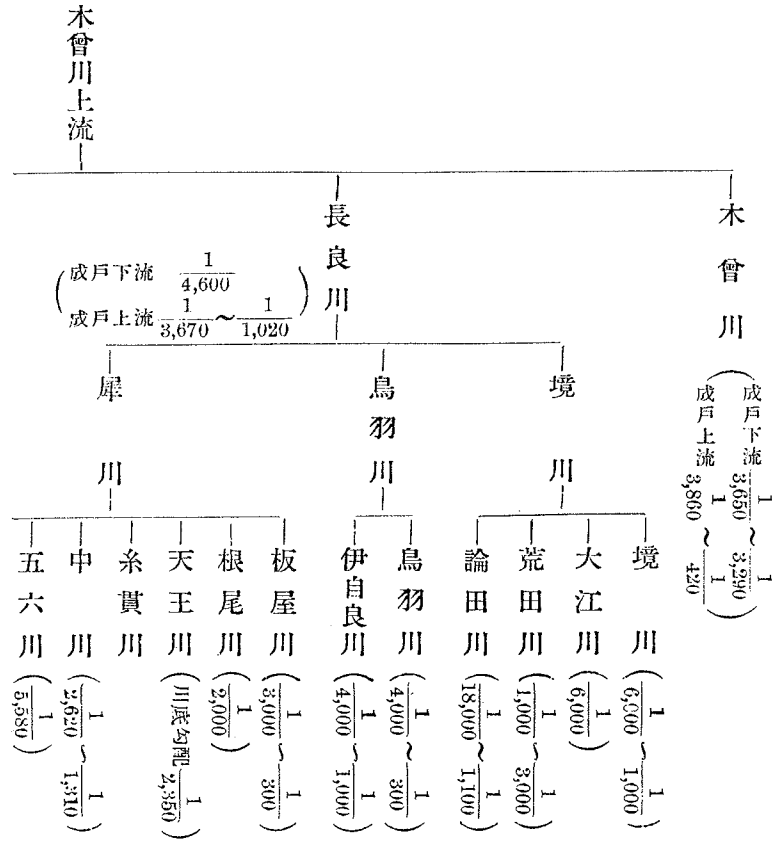 木曾川上流
木曾川
(成戸下流 1/3,650 ~ 1/3,290
成戸上流 1/3,860 ~ 1/420)
長良川
(成戸下流 1/4,600
成戸上流 1/3,670 ~ 1/1,020)
境川
境川 (1/6,000 ~ 1/1,000)
大江川 (1/6,000)
荒田川 (1/1,000 ~ 1/3,000)
論田川 (1/18,000 ~ 1/1,100)
鳥羽川
鳥羽川 (1/4,000 ~ 1/300)
伊自良川 (1/4,000 ~ 1/1,000)
犀川
板屋川 (1/3,000 ~ 1/300)
根尾川 (1/2,000)
天王川 (川底勾配 1/2,350)
糸貫川
中川 (1/2,620 ~ 1/1,310)
五六川 (1/5,580)